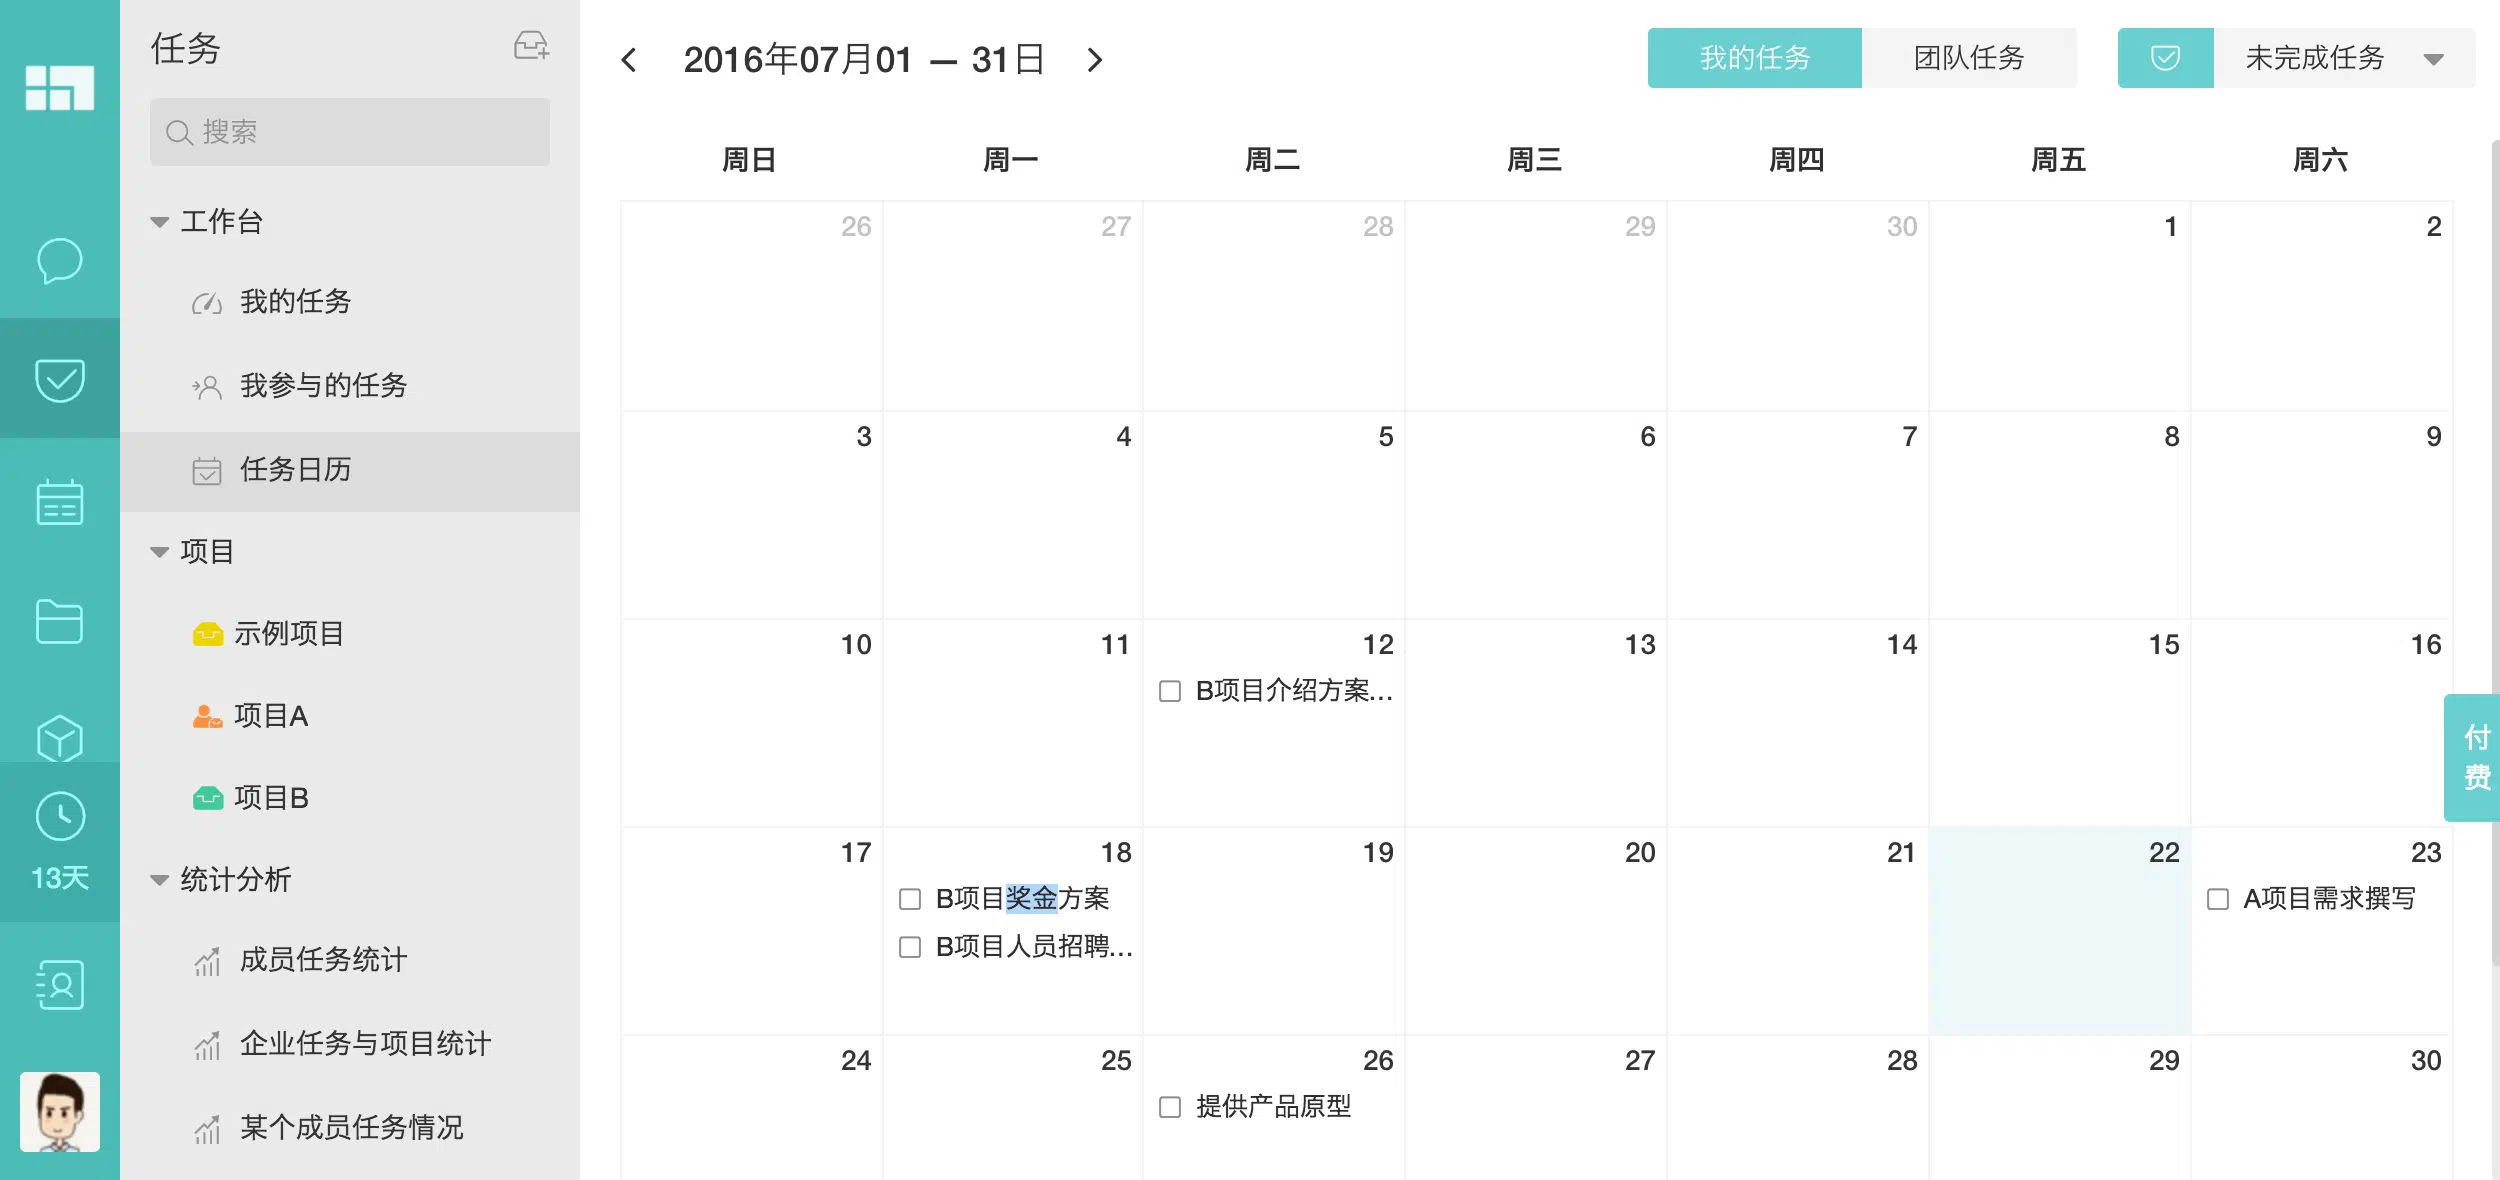 任务
搜索
工作台
我的任务
我参与的任务
任务日历
项目
示例项目
项目A
项目B
统计分析
成员任务统计
企业任务与项目统计
某个成员任务情况
13天
2016年07月01 — 31日
我的任务 团队任务 未完成任务
周日 周一 周二 周三 周四 周五 周六
26 27 28 29 30 1 2
3 4 5 6 7 8 9
10 11 12 13 14 15 16
B项目介绍方案...
17 18 19 20 21 22 23
B项目奖金方案 A项目需求撰写
B项目人员招聘...
24 25 26 27 28 29 30
提供产品原型
付费